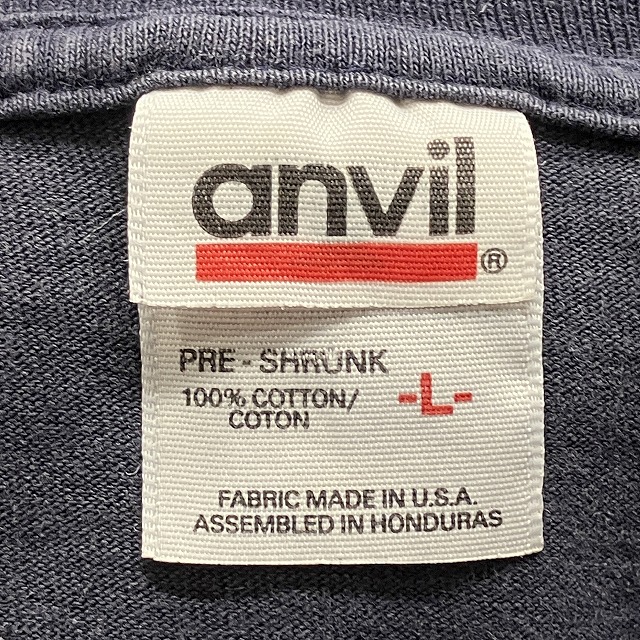 anvil
®
PRE - SHRUNK
100% COTTON/
COTON
-L-
FABRIC MADE IN U.S.A.
ASSEMBLED IN HONDURAS